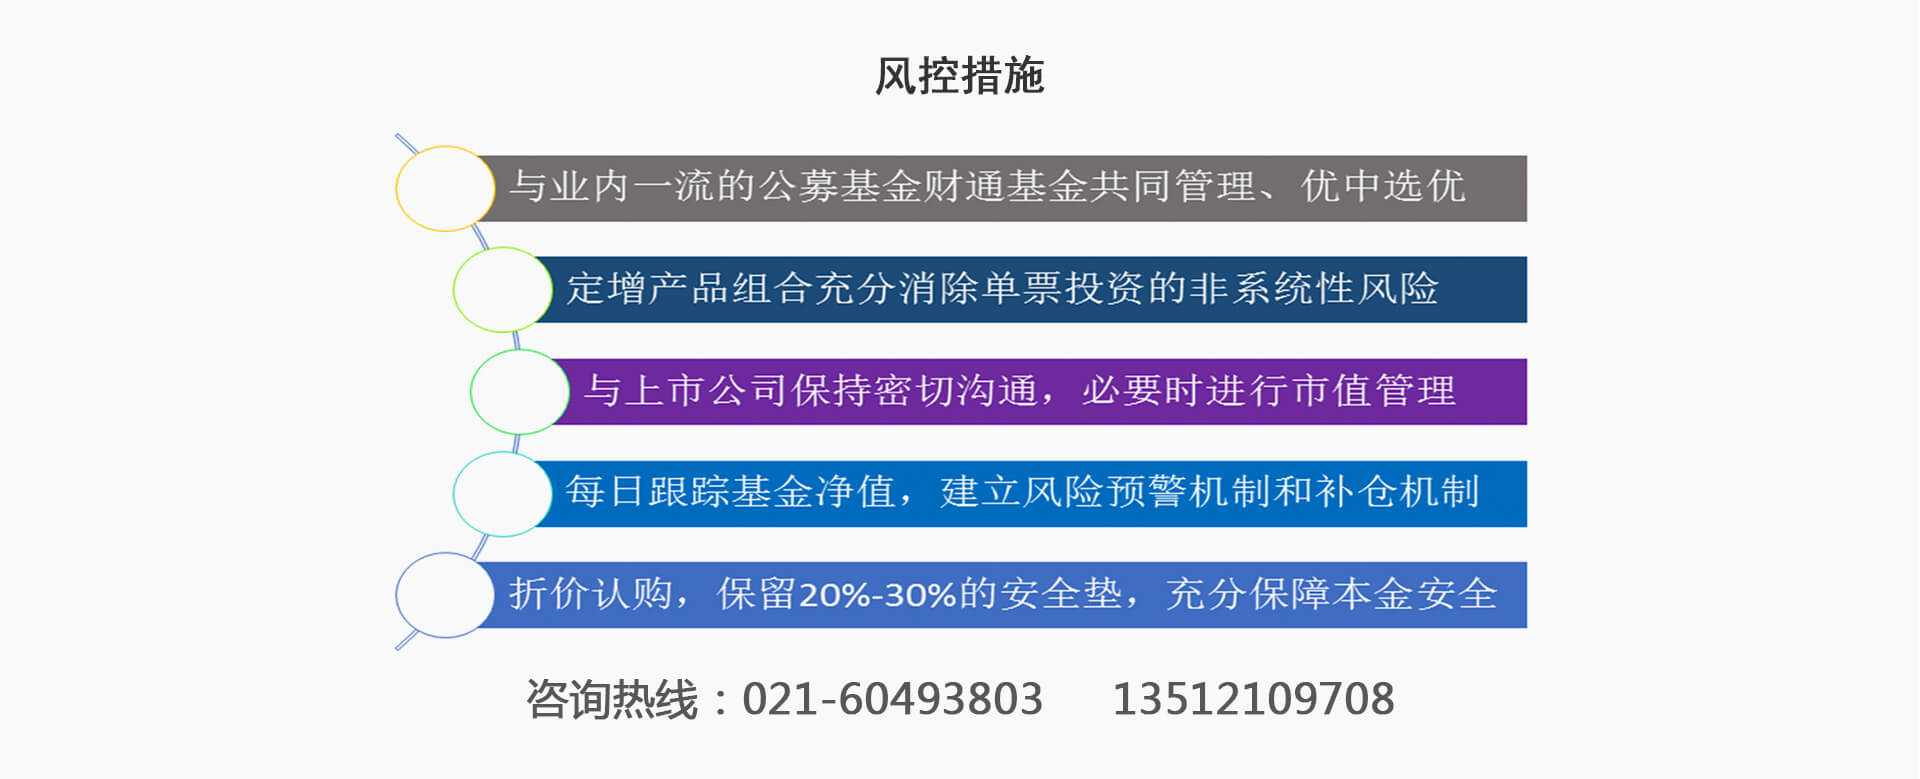 风控措施
与业内一流的公募基金财通基金共同管理、优中选优
定增产品组合充分消除单票投资的非系统性风险
与上市公司保持密切沟通，必要时进行市值管理
每日跟踪基金净值，建立风险预警机制和补仓机制
折价认购，保留20%-30%的安全垫，充分保障本金安全
咨询热线：021-60493803 13512109708